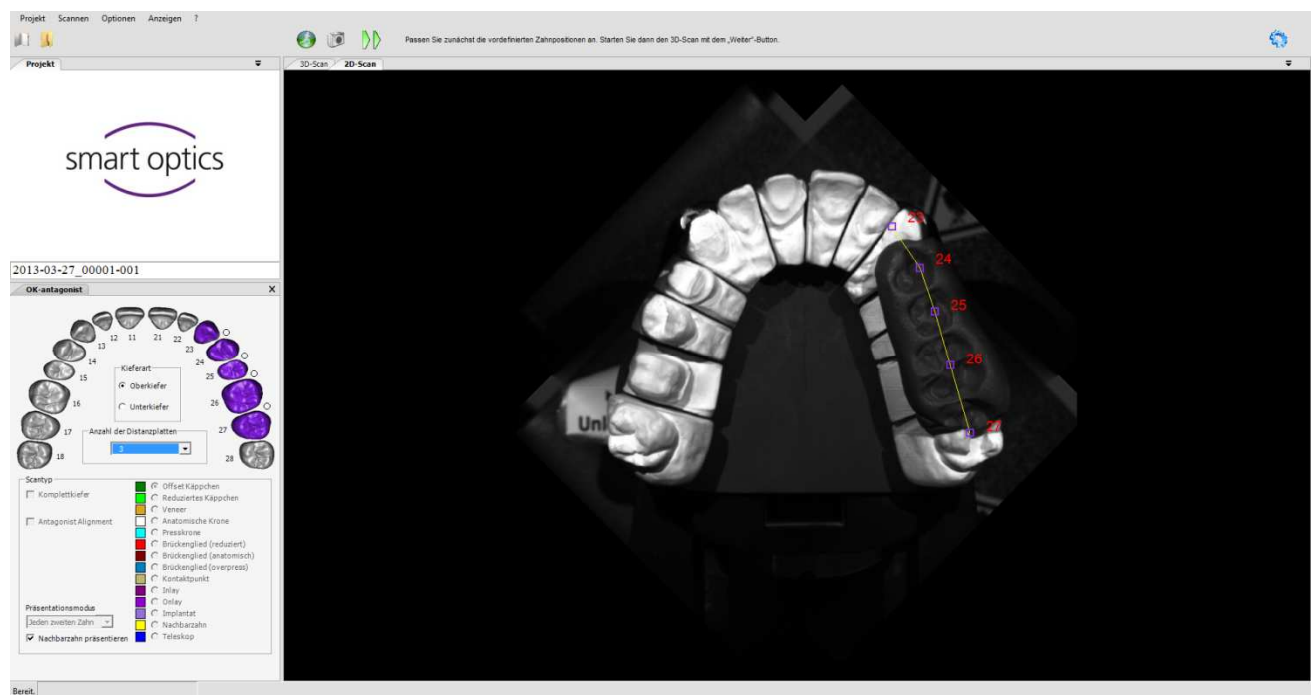 Projekt Scannen Optionen Anzeigen ?
Passen Sie zunächst die vordefinierten Zahnpositionen an. Starten Sie dann den 3D-Scan mit dem „Weiter“-Button.
Projekt
3D-Scan 2D-Scan
smart optics
2013-03-27_00001-001
OK-antagonist X
12 11 21 22
13 23
14 24
15 25
16 26
17 27
18 28
Kieferart
Oberkiefer
Unterkiefer
Anzahl der Distanzplatten
3
Scantyp
Komplettkiefer
Antagonist Alignment
Offset Käppchen
Reduziertes Käppchen
Veneer
Anatomische Krone
Presskrone
Brückenglied (reduziert)
Brückenglied (anatomisch)
Brückenglied (overpress)
Kontaktpunkt
Inlay
Onlay
Implantat
Nachbarzahn
Teleskop
Präsentationsmodus
Jeden zweiten Zahn
Nachbarzahn präsentieren
23
24
25
26
27
Bereit.